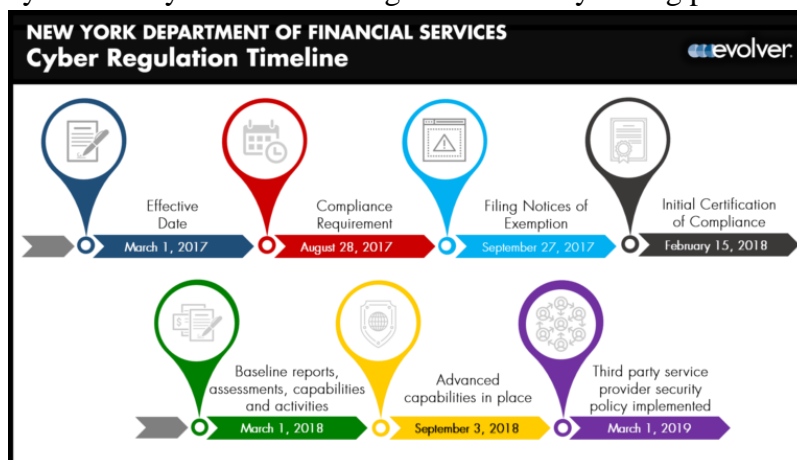 NEW YORK DEPARTMENT OF FINANCIAL SERVICES
Cyber Regulation Timeline
evolver
Effective
Date
March 1, 2017
Compliance
Requirement
August 28, 2017
Filing Notices of
Exemption
September 27, 2017
Initial Certification
of Compliance
February 15, 2018
Baseline reports,
assessments, capabilities
and activities
March 1, 2018
Advanced
capabilities in place
September 3, 2018
Third party service
provider security
policy implemented
March 1, 2019